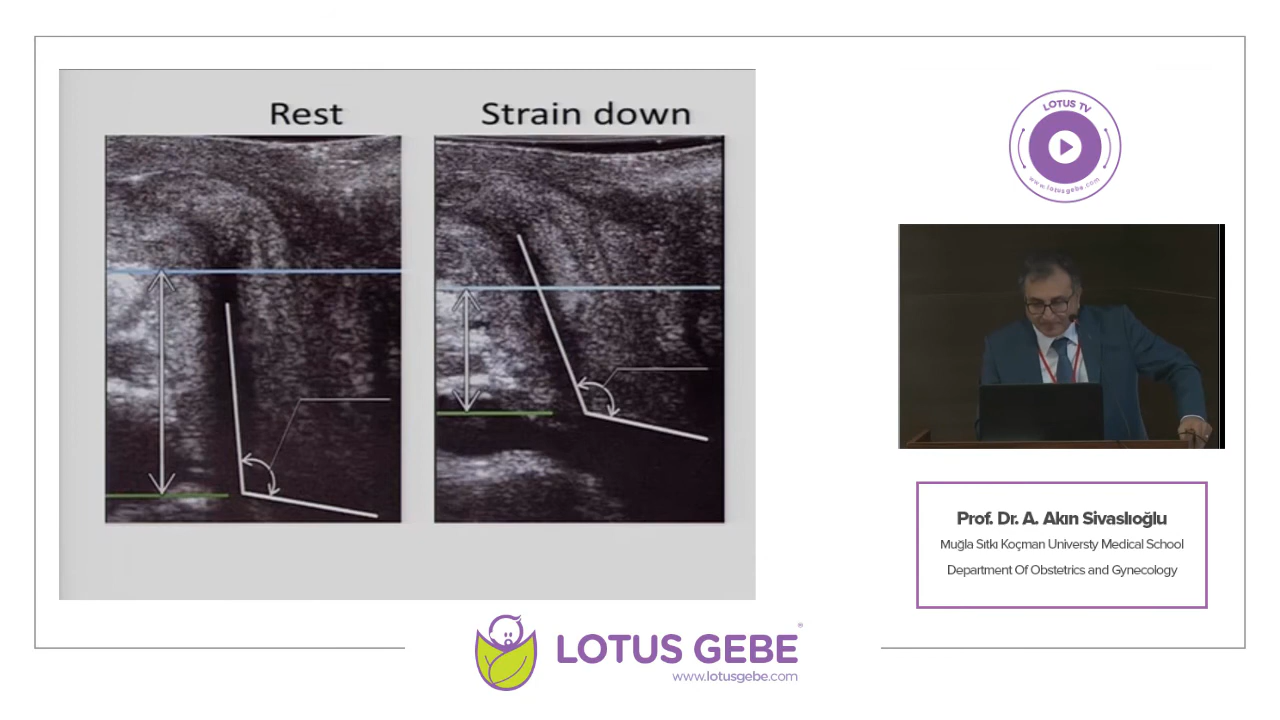 Rest
Strain down
LOTUS TV
www.lotusgebe.com
Prof. Dr. A. Akın Sivaslıoğlu
Muğla Sıtkı Koçman Universty Medical School
Department Of Obstetrics and Gynecology
LOTUS GEBE®
www.lotusgebe.com